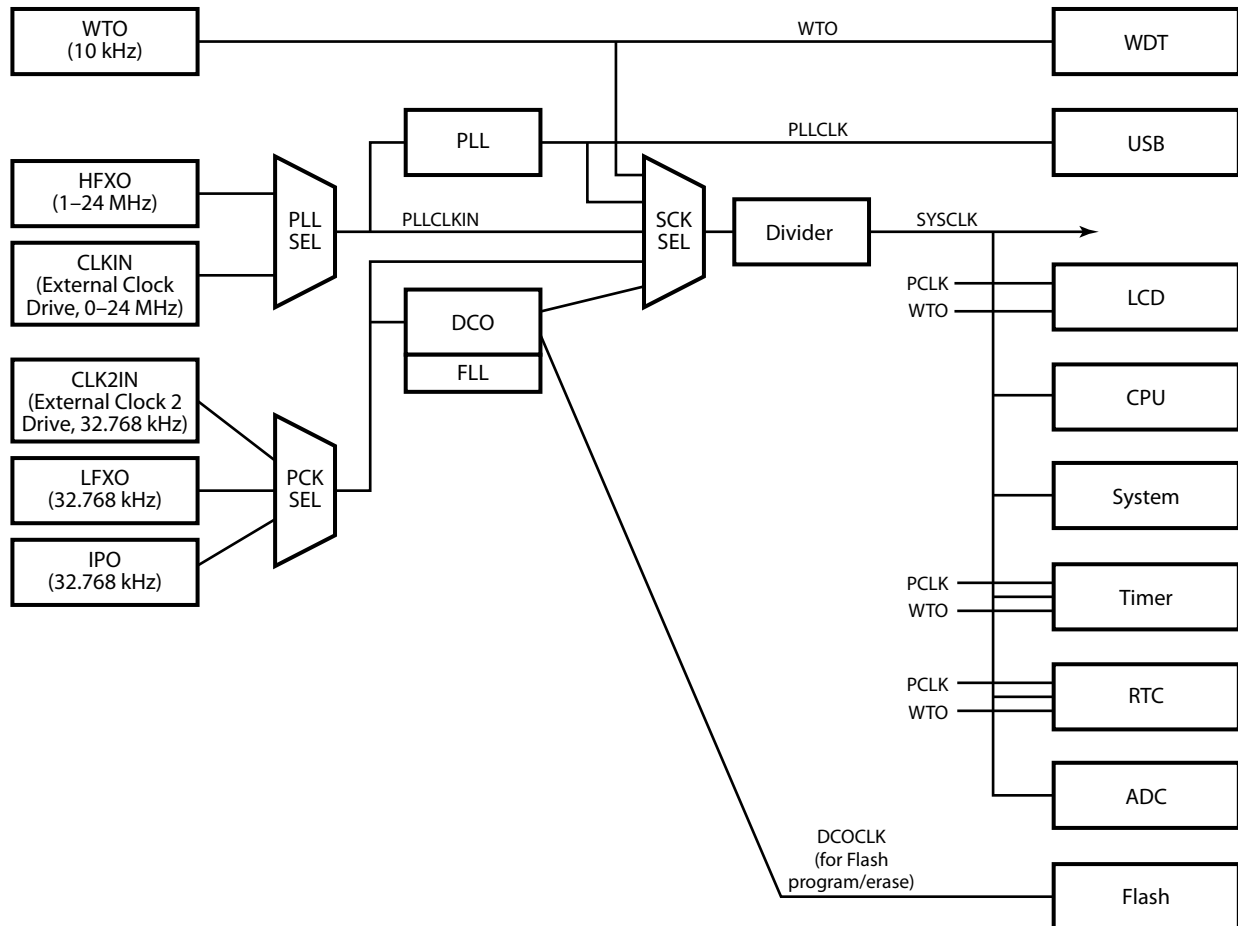 WTO
(10 kHz)
WTO
WDT
PLL
PLLCLK
USB
HFXO
(1–24 MHz)
PLL
SEL
PLLCLKIN
SCK
SEL
Divider
SYSCLK
CLKIN
(External Clock
Drive, 0–24 MHz)
PCLK
WTO
LCD
DCO
FLL
CLK2IN
(External Clock 2
Drive, 32.768 kHz)
CPU
LFXO
(32.768 kHz)
PCK
SEL
System
IPO
(32.768 kHz)
PCLK
WTO
Timer
PCLK
WTO
RTC
ADC
DCOCLK
(for Flash
program/erase)
Flash